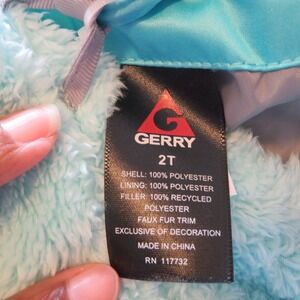 GERRY
2T
SHELL: 100% POLYESTER
LINING: 100% POLYESTER
FILLER: 100% RECYCLED
POLYESTER
FAUX FUR TRIM
EXCLUSIVE OF DECORATION
MADE IN CHINA
RN 117732